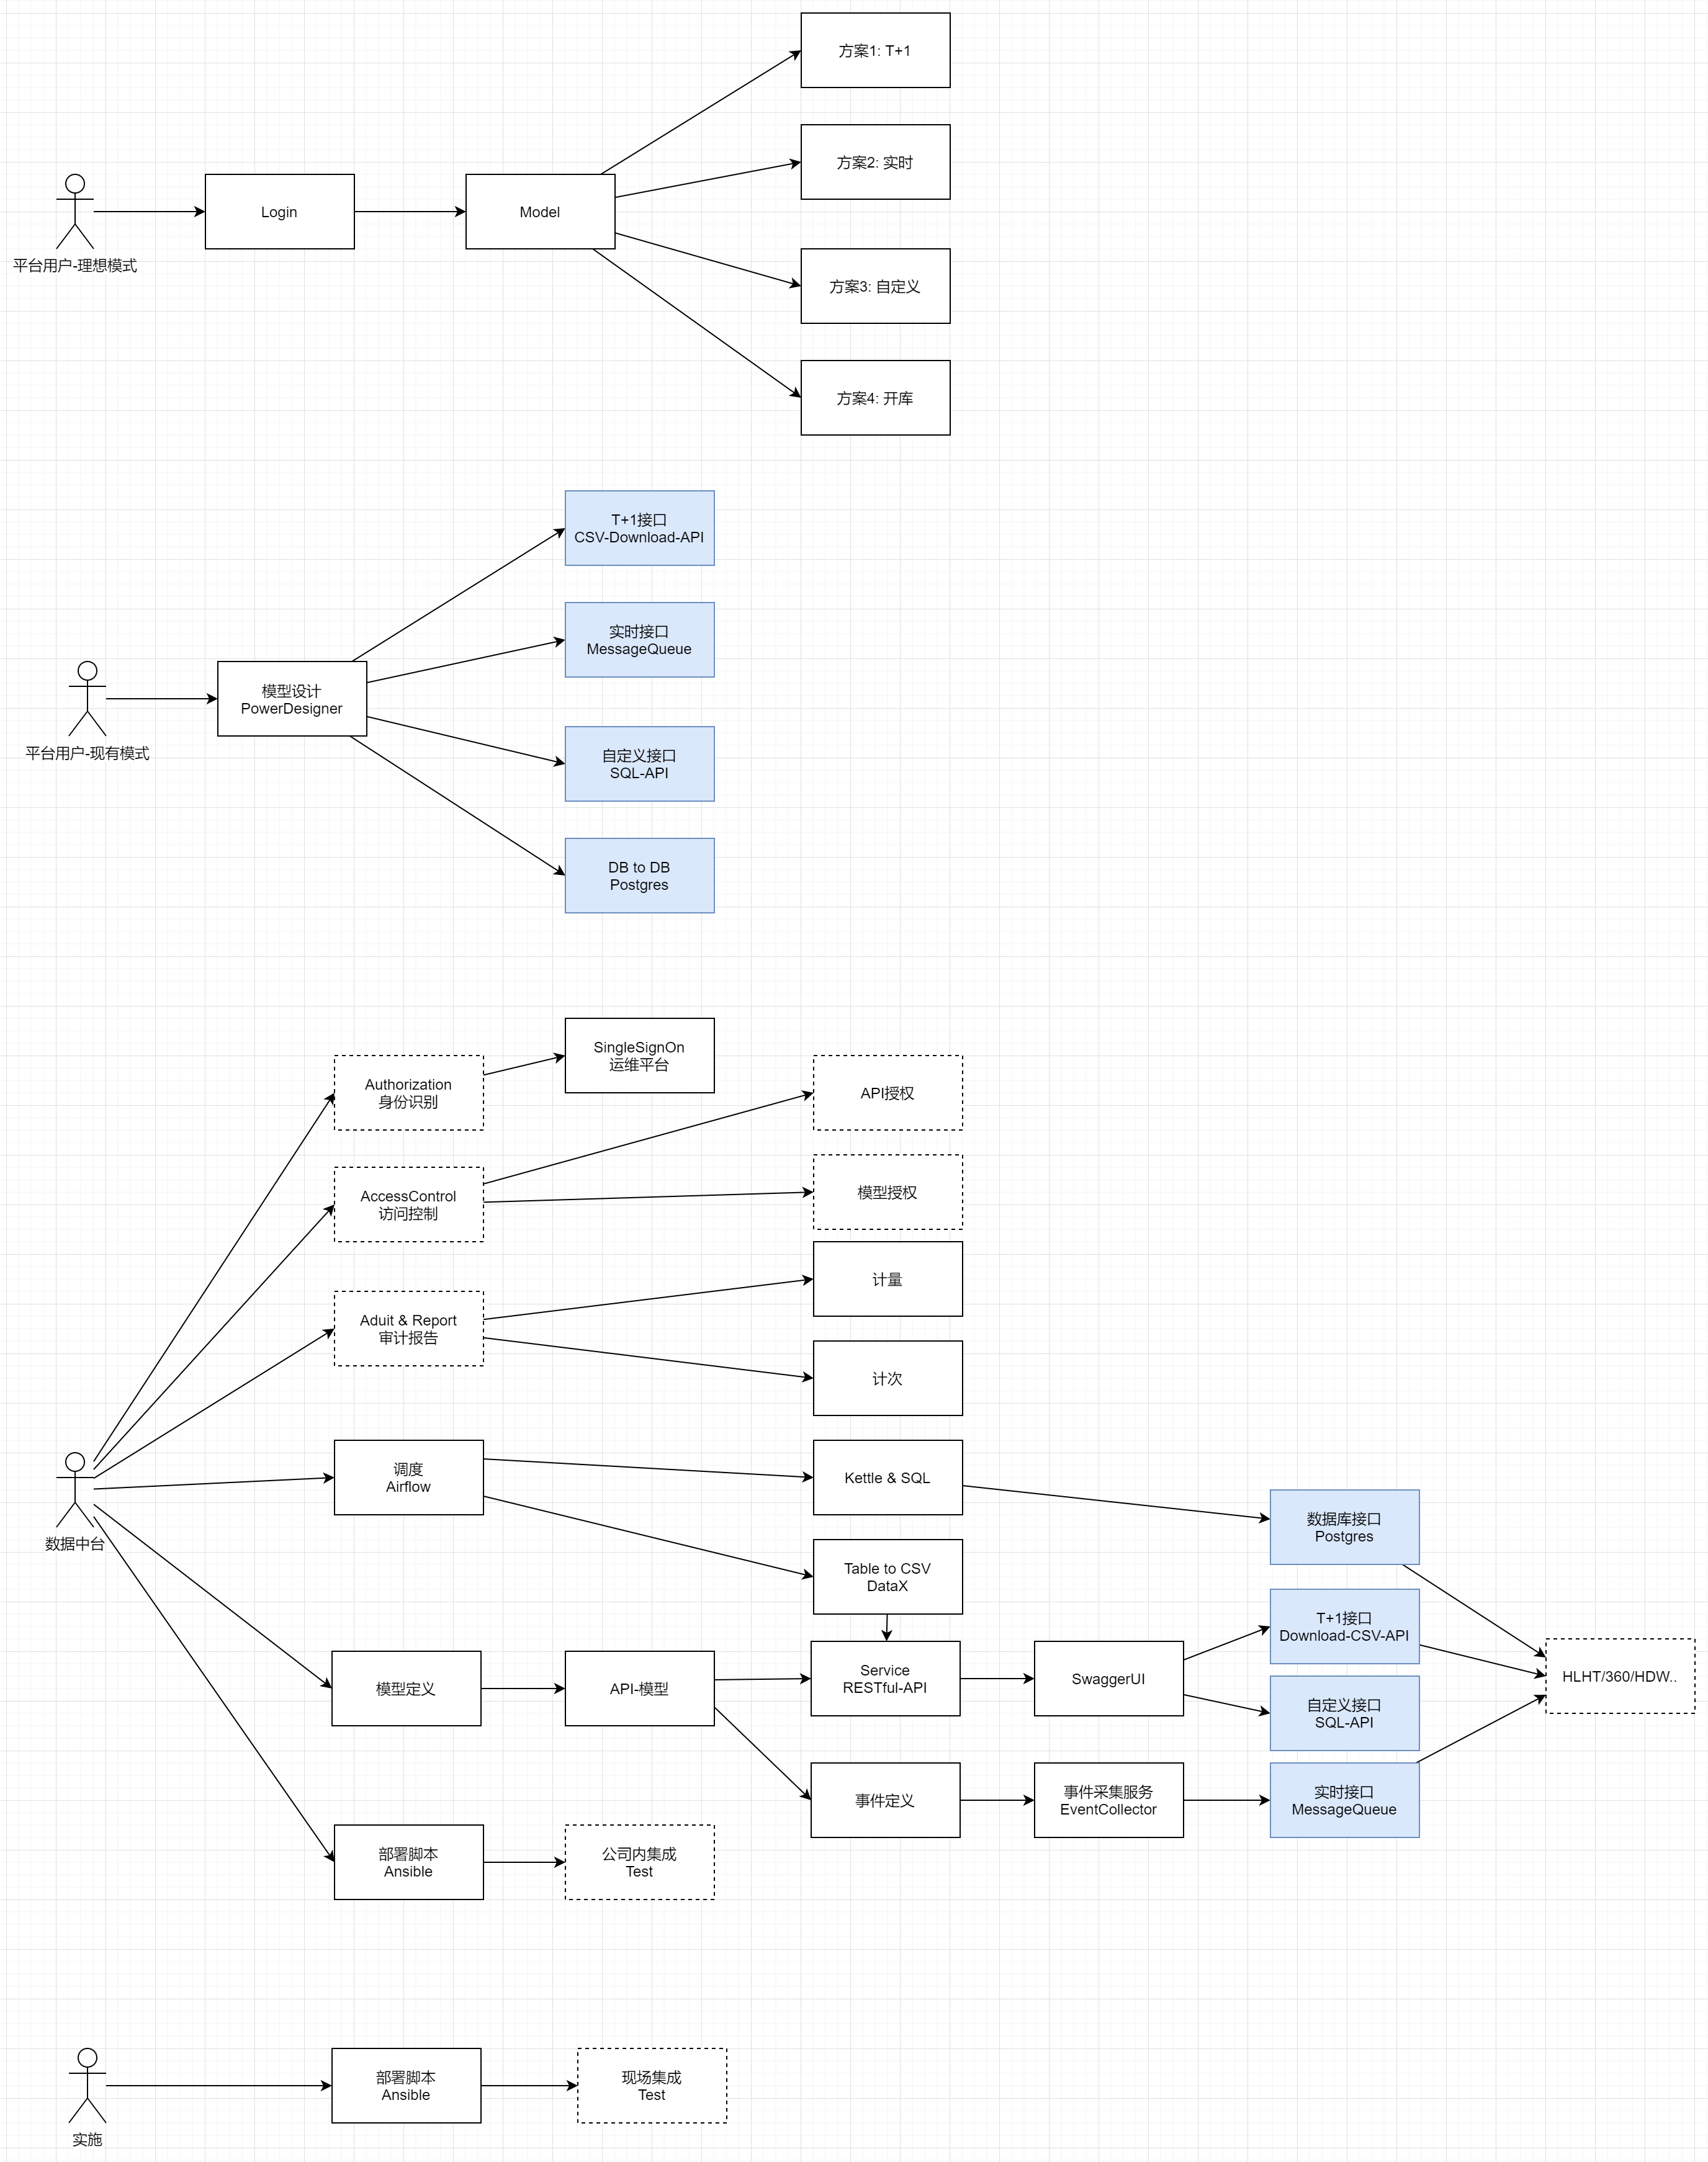 方案1: T+1
方案2: 实时
平台用户-理想模式
Login
Model
方案3: 自定义
方案4: 开库
T+1接口
CSV-Download-API
实时接口
MessageQueue
平台用户-现有模式
模型设计
PowerDesigner
自定义接口
SQL-API
DB to DB
Postgres
SingleSignOn
运维平台
Authorization
身份识别
API授权
AccessControl
访问控制
模型授权
计量
Aduit & Report
审计报告
计次
数据中台
调度
Airflow
Kettle & SQL
数据库接口
Postgres
Table to CSV
DataX
T+1接口
Download-CSV-API
模型定义
API-模型
Service
RESTful-API
SwaggerUI
HLHT/360/HDW..
自定义接口
SQL-API
事件定义
事件采集服务
EventCollector
实时接口
MessageQueue
部署脚本
Ansible
公司内集成
Test
实施
部署脚本
Ansible
现场集成
Test